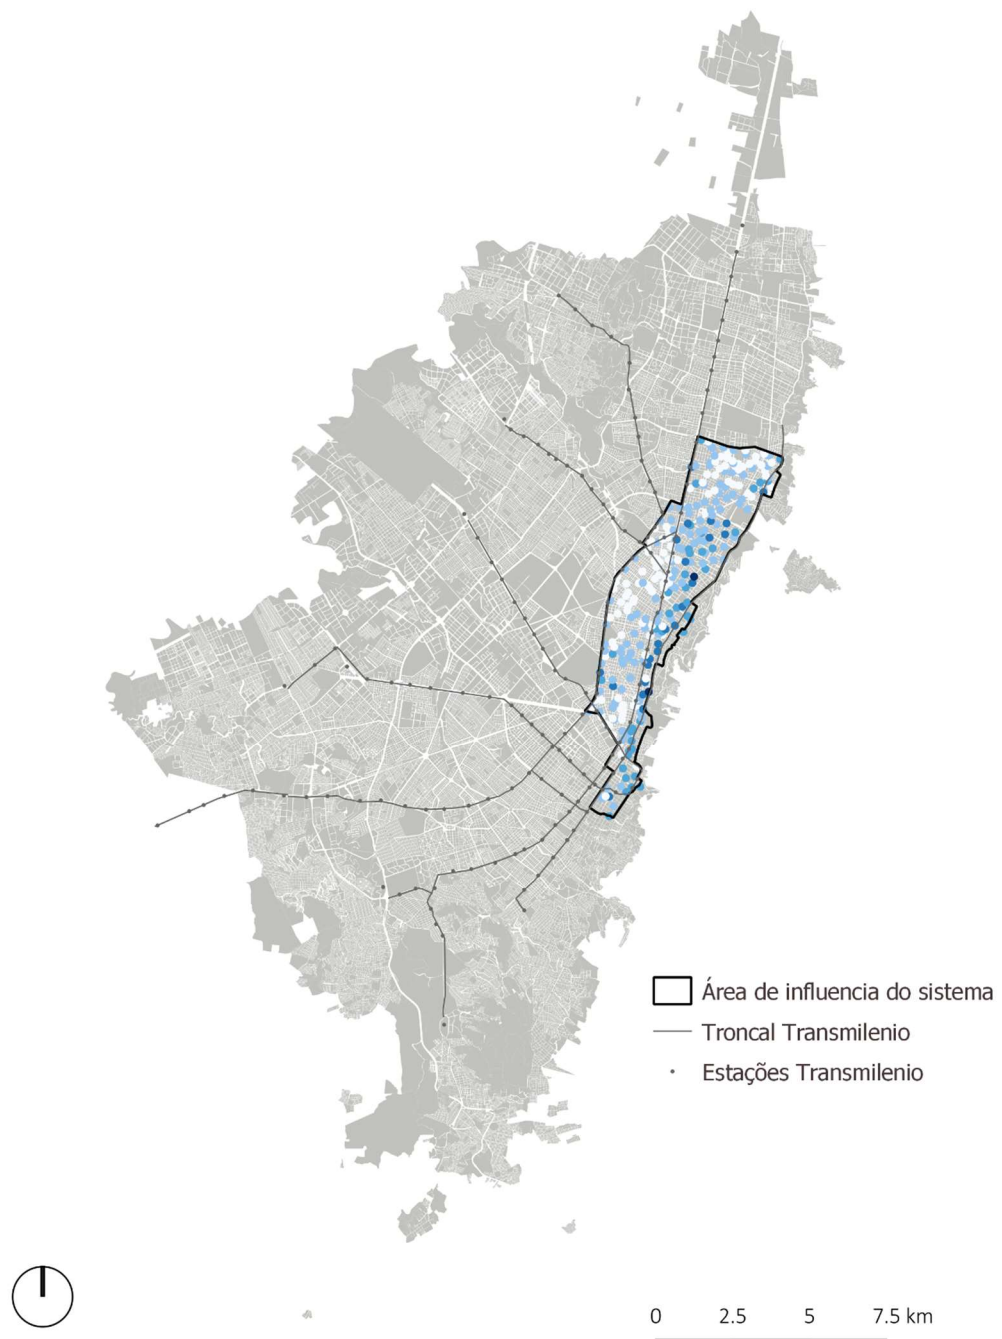 Área de influencia do sistema
Troncal Transmilenio
Estações Transmilenio
0 2.5 5 7.5 km